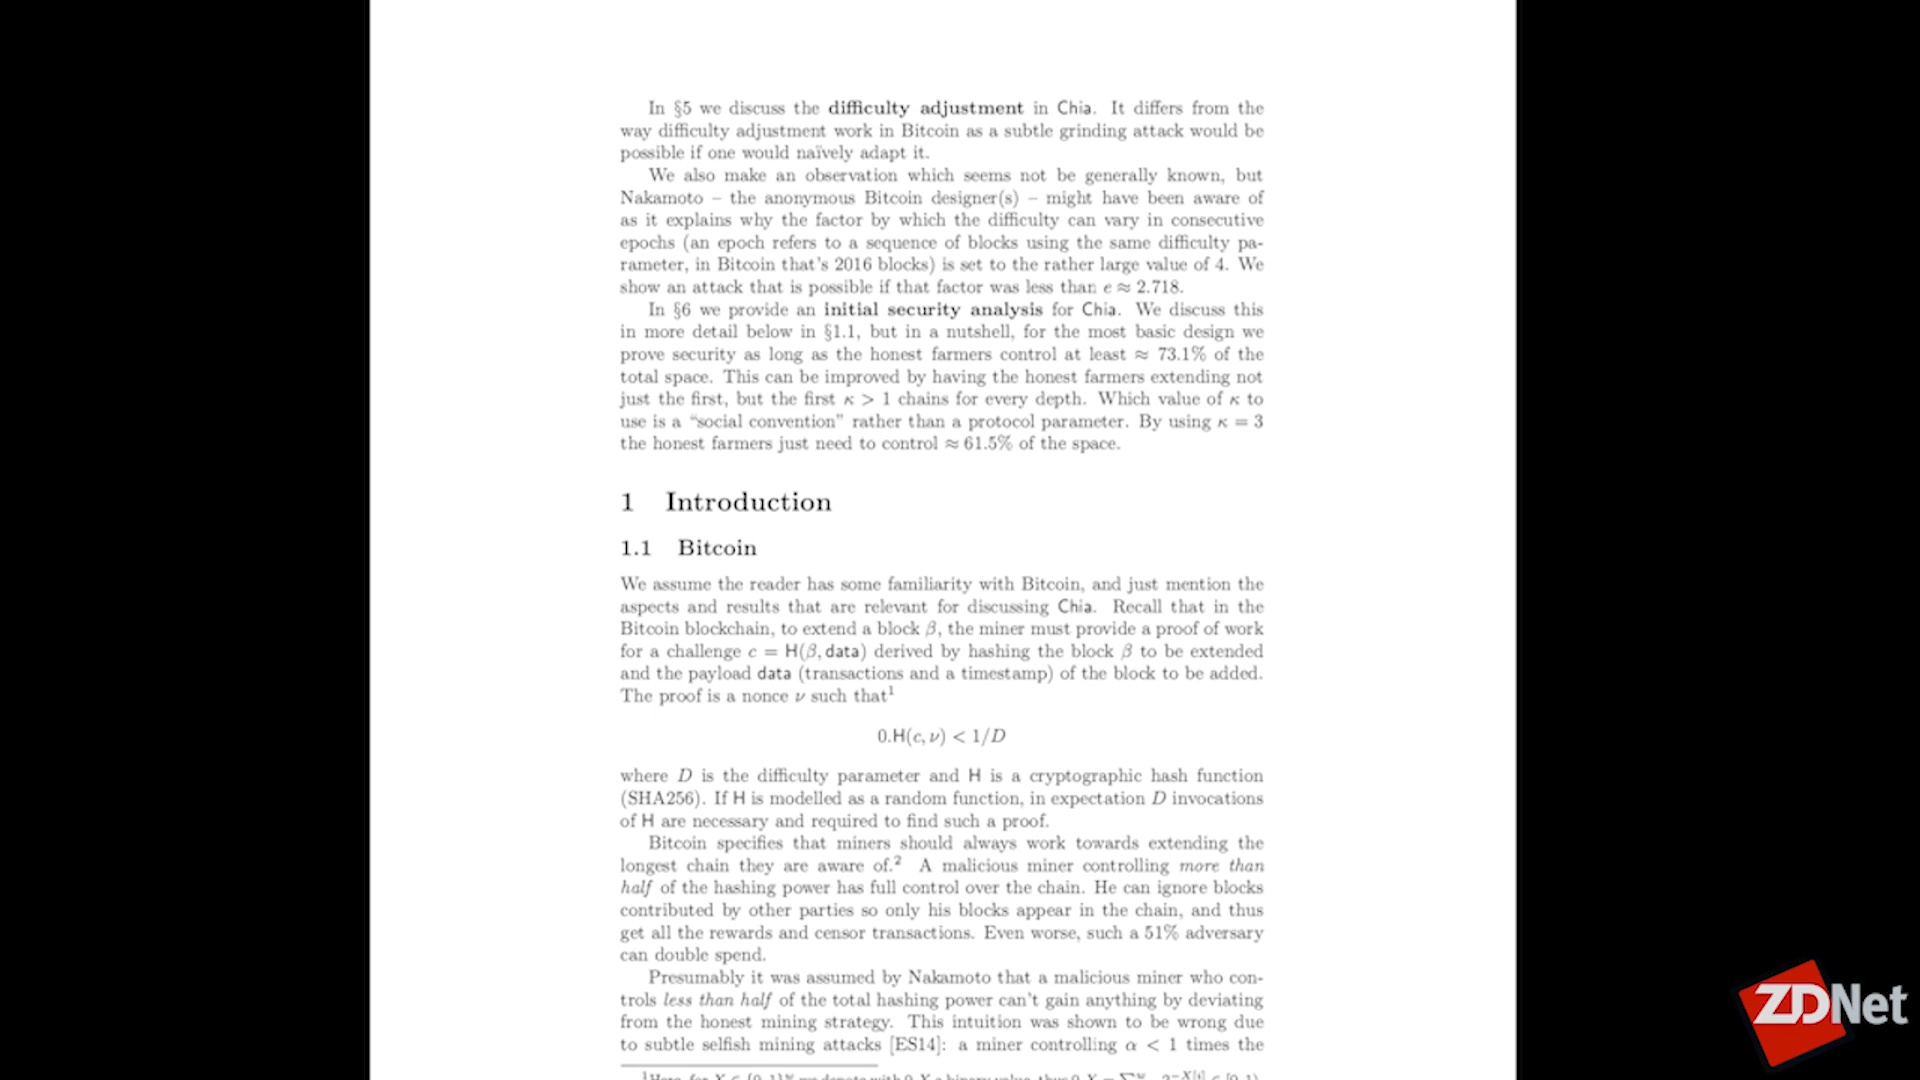 In §5 we discuss the difficulty adjustment in Chia. It differs from the
way difficulty adjustment work in Bitcoin as a subtle grinding attack would be
possible if one would naïvely adapt it.
We also make an observation which seems not be generally known, but
Nakamoto – the anonymous Bitcoin designer(s) – might have been aware of
as it explains why the factor by which the difficulty can vary in consecutive
epochs (an epoch refers to a sequence of blocks using the same difficulty pa-
rameter, in Bitcoin that's 2016 blocks) is set to the rather large value of 4. We
show an attack that is possible if that factor was less than e ≈ 2.718.
In §6 we provide an initial security analysis for Chia. We discuss this
in more detail below in §1.1, but in a nutshell, for the most basic design we
prove security as long as the honest farmers control at least ≈ 73.1% of the
total space. This can be improved by having the honest farmers extending not
just the first, but the first κ > 1 chains for every depth. Which value of κ to
use is a “social convention” rather than a protocol parameter. By using κ = 3
the honest farmers just need to control ≈ 61.5% of the space.
1 Introduction
1.1 Bitcoin
We assume the reader has some familiarity with Bitcoin, and just mention the
aspects and results that are relevant for discussing Chia. Recall that in the
Bitcoin blockchain, to extend a block β, the miner must provide a proof of work
for a challenge c = H(β, data) derived by hashing the block β to be extended
and the payload data (transactions and a timestamp) of the block to be added.
The proof is a nonce ν such that¹
0.H(c, ν) < 1/D
where D is the difficulty parameter and H is a cryptographic hash function
(SHA256). If H is modelled as a random function, in expectation D invocations
of H are necessary and required to find such a proof.
Bitcoin specifies that miners should always work towards extending the
longest chain they are aware of.² A malicious miner controlling more than
half of the hashing power has full control over the chain. He can ignore blocks
contributed by other parties so only his blocks appear in the chain, and thus
get all the rewards and censor transactions. Even worse, such a 51% adversary
can double spend.
Presumably it was assumed by Nakamoto that a malicious miner who con-
trols less than half of the total hashing power can't gain anything by deviating
from the honest mining strategy. This intuition was shown to be wrong due
to subtle selfish mining attacks [ES14]: a miner controlling α < 1 times the
ZDNet